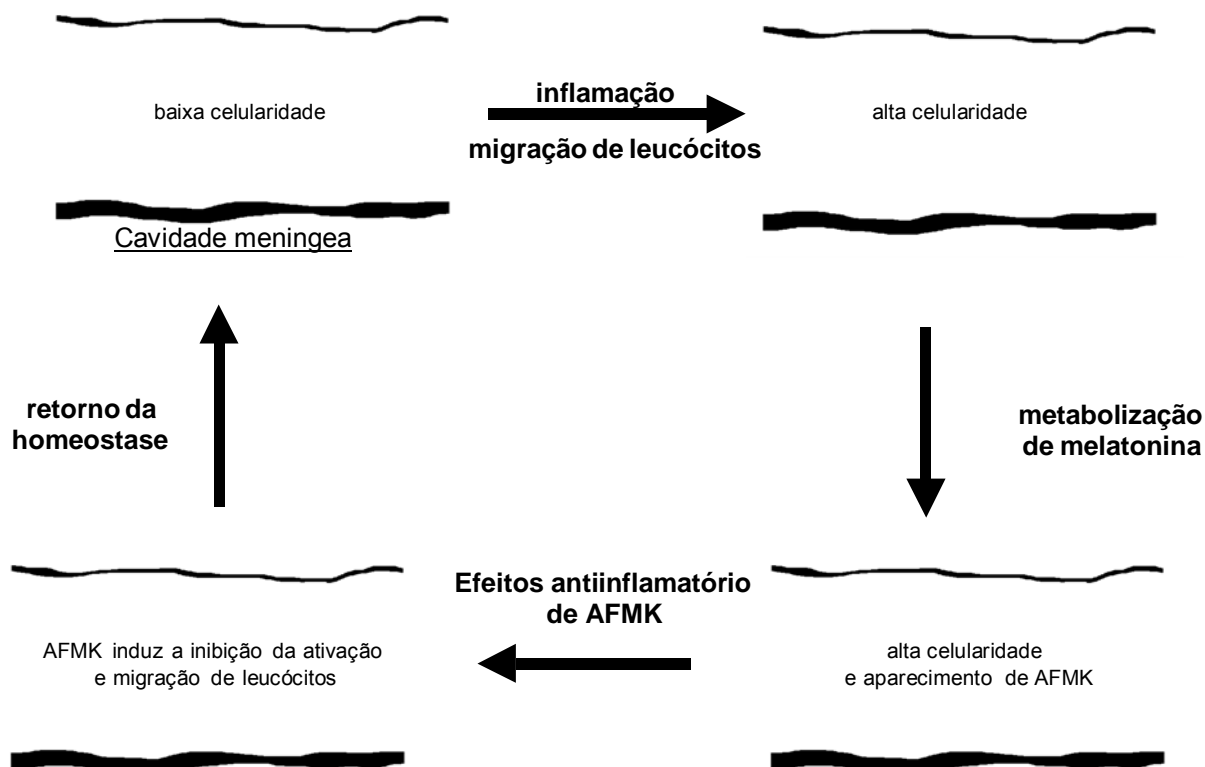 baixa celularidade
inflamação
migração de leucócitos
alta celularidade
Cavidade meningea
retorno da
homeostase
metabolização
de melatonina
Efeitos antiinflamatório
de AFMK
AFMK induz a inibição da ativação
e migração de leucócitos
alta celularidade
e aparecimento de AFMK